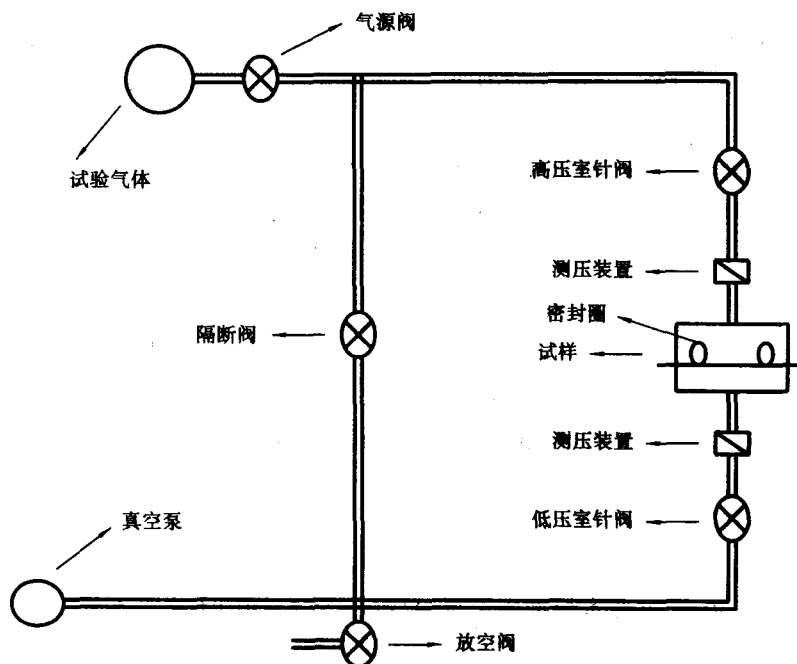 气源阀
试验气体
高压室针阀
测压装置
密封圈
隔断阀
试样
测压装置
真空泵
低压室针阀
放空阀